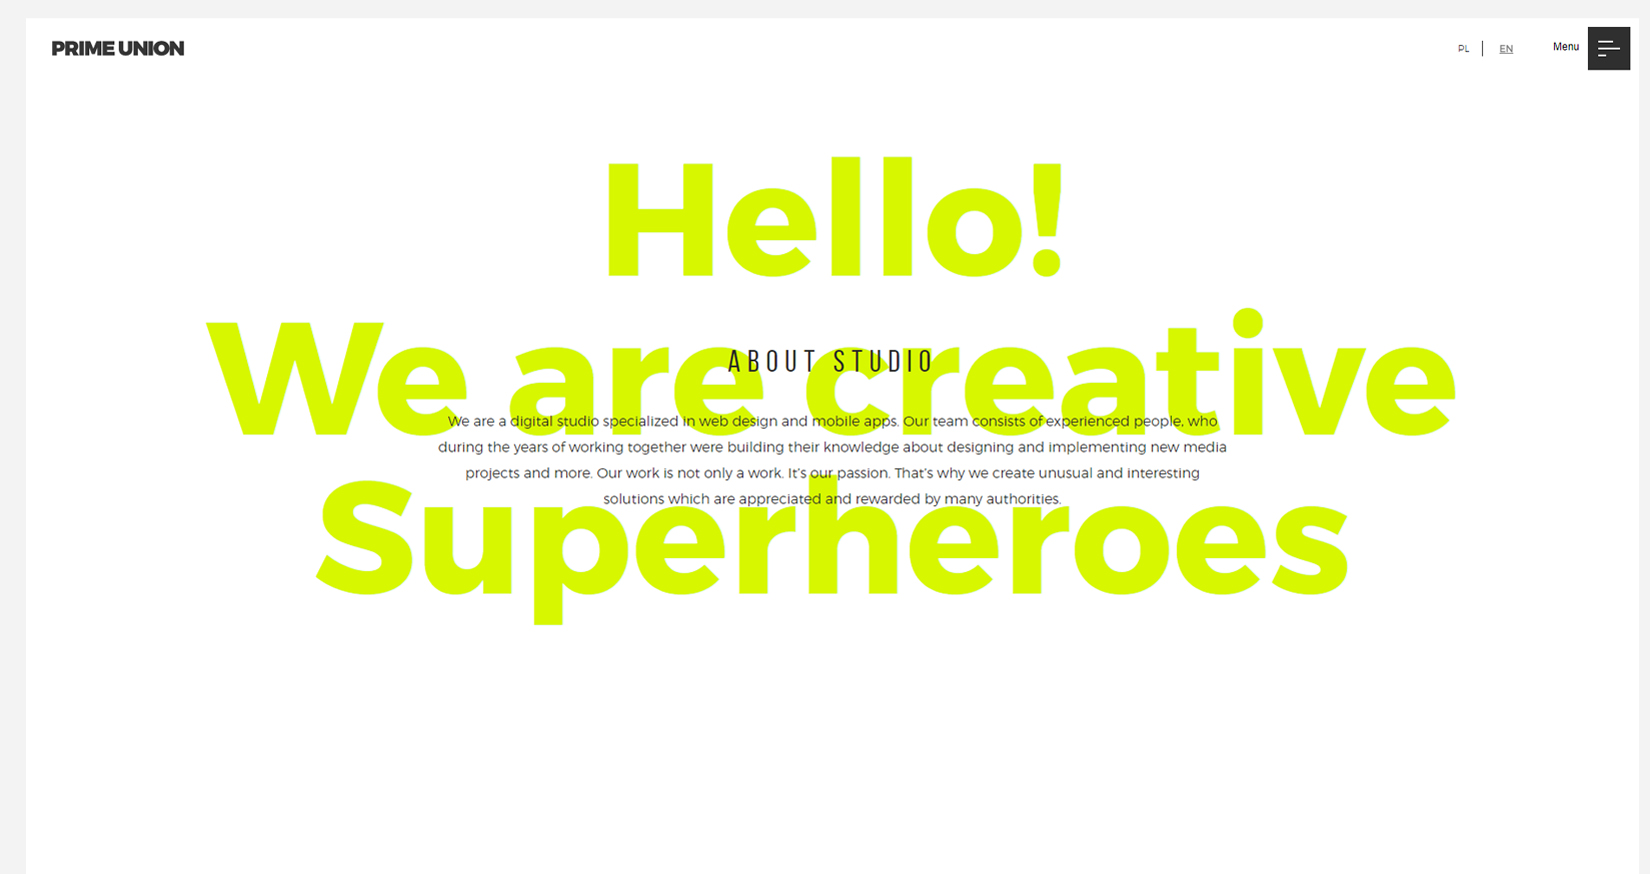 PRIME UNION
PL EN Menu
Hello!
We are creative
Superheroes
ABOUT STUDIO
We are a digital studio specialized in web design and mobile apps. Our team consists of experienced people, who
during the years of working together were building their knowledge about designing and implementing new media
projects and more. Our work is not only a work. It's our passion. That's why we create unusual and interesting
solutions which are appreciated and rewarded by many authorities.